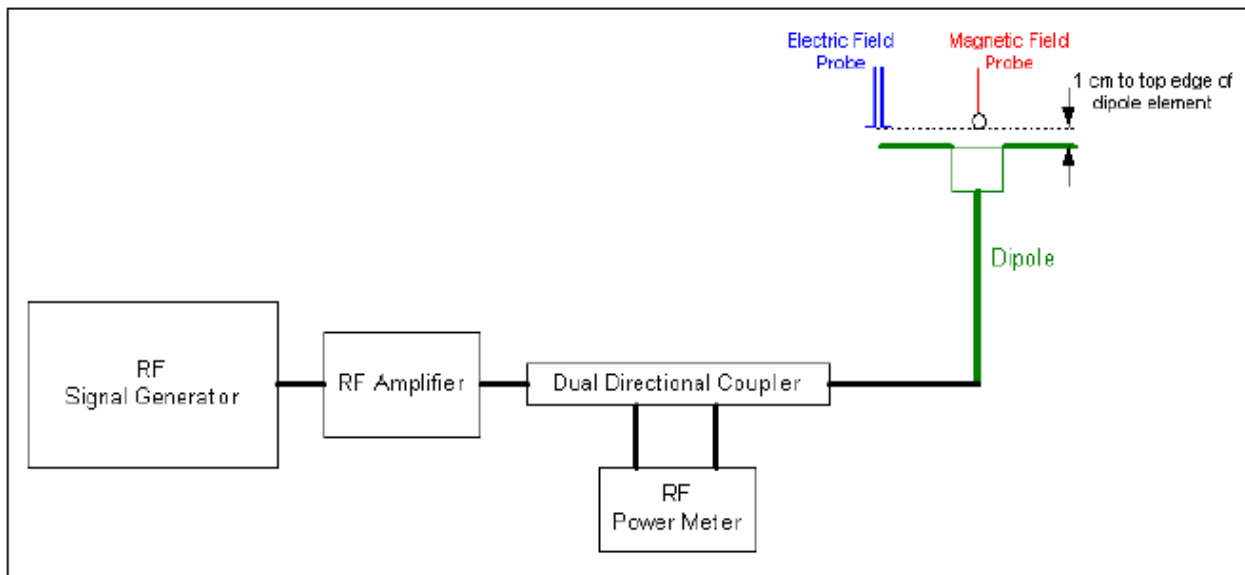 Electric Field
Probe
Magnetic Field
Probe
1 cm to top edge of
dipole element
Dipole
RF
Signal Generator
RF Amplifier
Dual Directional Coupler
RF
Power Meter